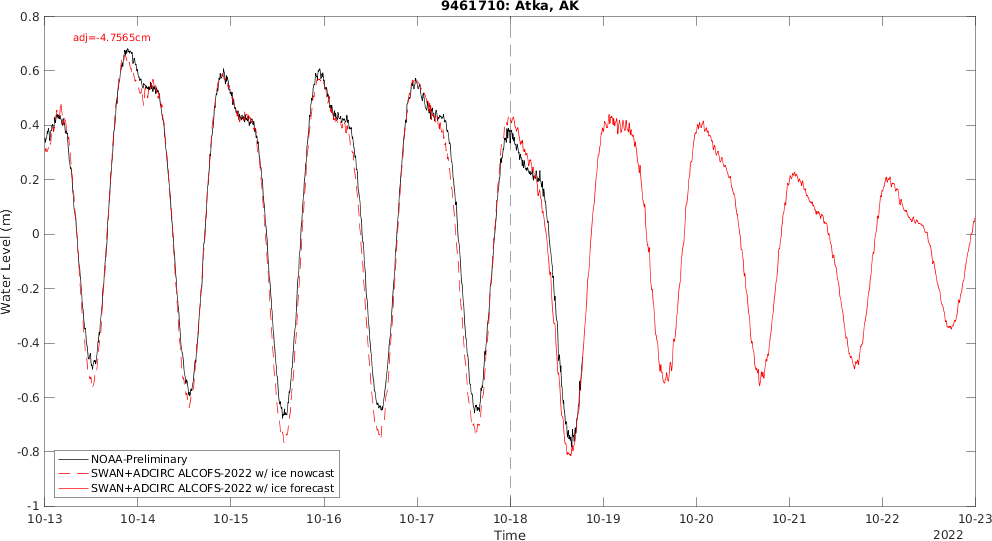 9461710: Atka, AK
adj=-4.7565cm
Water Level (m)
0.8
0.6
0.4
0.2
0
-0.2
-0.4
-0.6
-0.8
-1
NOAA-Preliminary
SWAN+ADCIRC ALCOFS-2022 w/ ice nowcast
SWAN+ADCIRC ALCOFS-2022 w/ ice forecast
10-13 10-14 10-15 10-16 10-17 10-18 10-19 10-20 10-21 10-22 10-23
Time
2022